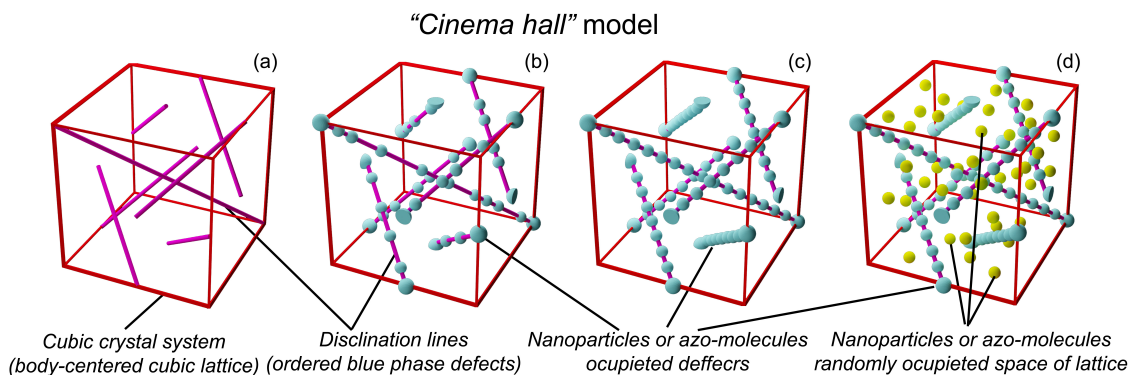 “Cinema hall” model
(a)
(b)
(c)
(d)
Cubic crystal system
(body-centered cubic lattice)
Disclination lines
(ordered blue phase defects)
Nanoparticles or azo-molecules
ocupieted deffecrs
Nanoparticles or azo-molecules
randomly ocupieted space of lattice